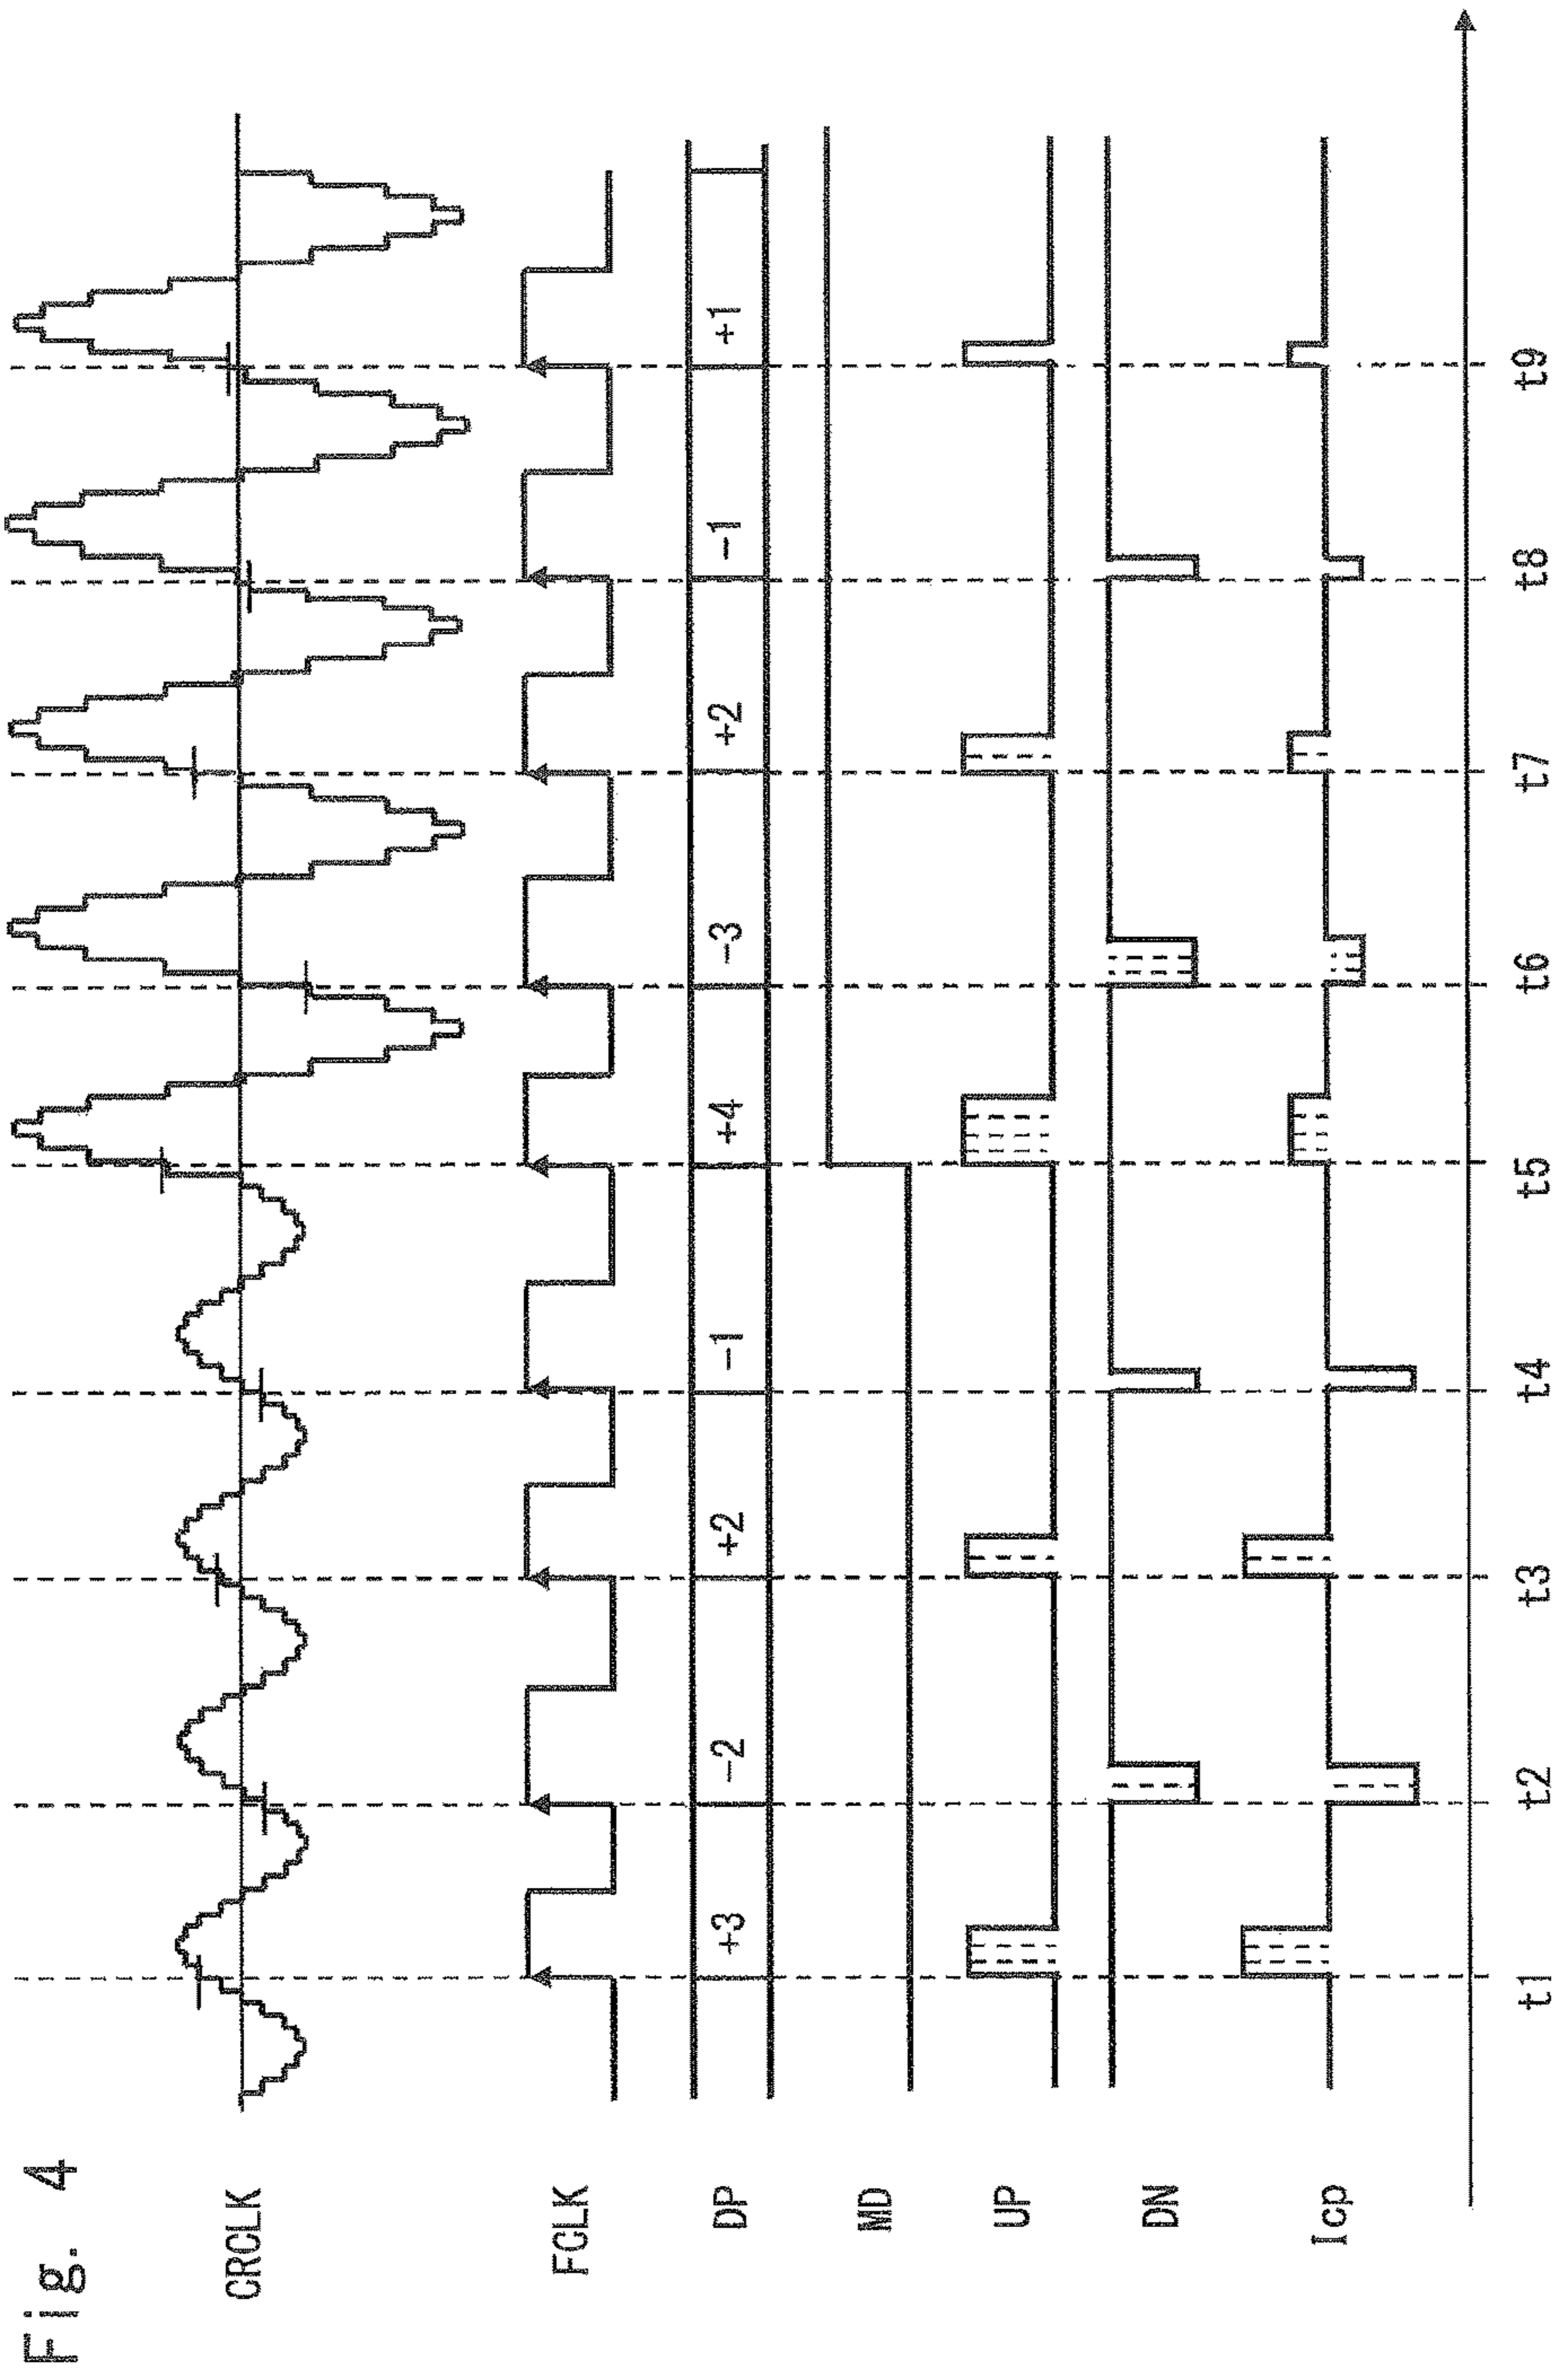 Fig. 4
CRCLK
FCLK
DP +3 -2 +2 -1 +4 -3 +2 -1 +1
MD
UP
DN
Icp
t1 t2 t3 t4 t5 t6 t7 t8 t9